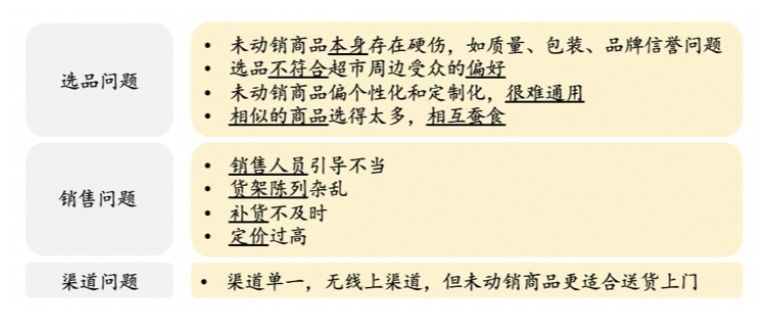 选品问题
• 未动销商品本身存在硬伤，如质量、包装、品牌信誉问题
• 选品不符合超市周边受众的偏好
• 未动销商品偏个性化和定制化，很难通用
• 相似的商品选得太多，相互蚕食
销售问题
• 销售人员引导不当
• 货架陈列杂乱
• 补货不及时
• 定价过高
渠道问题
• 渠道单一，无线上渠道，但未动销商品更适合送货上门